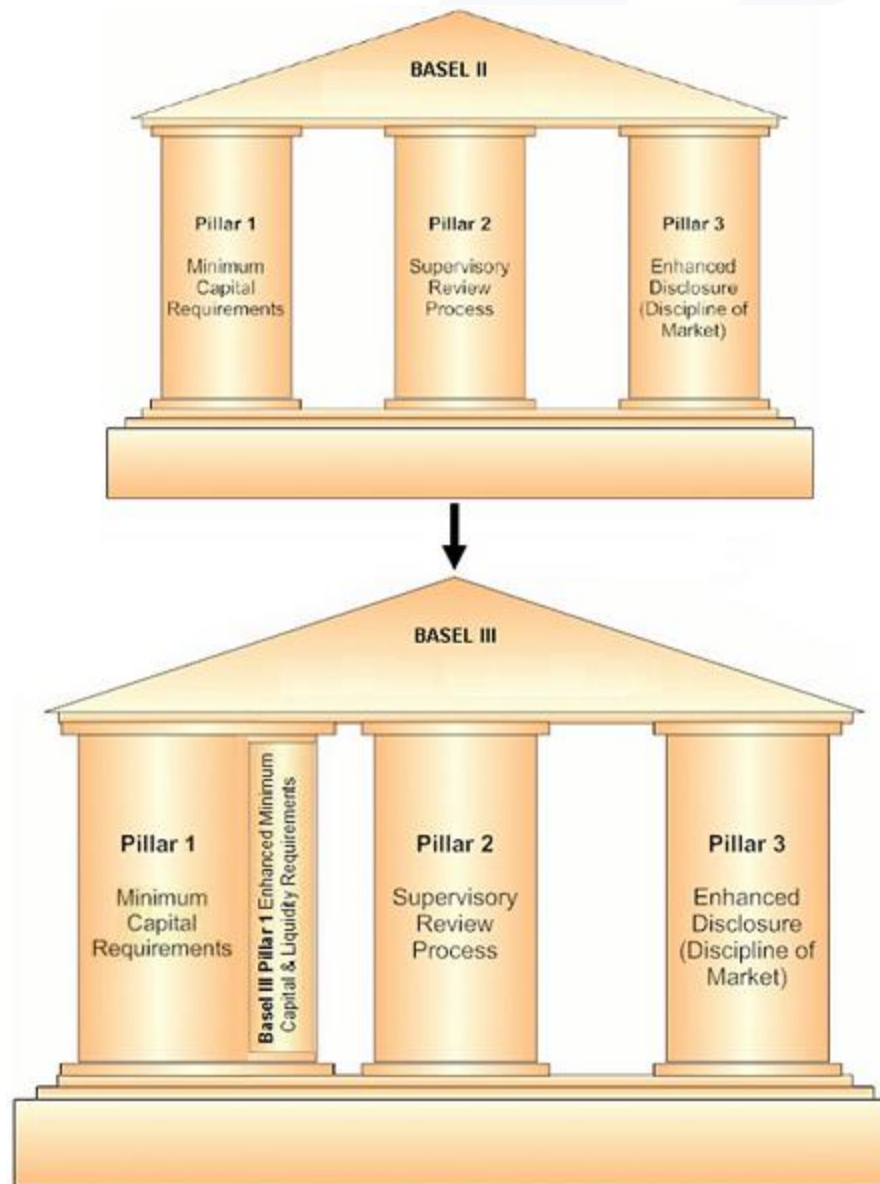 BASEL II
Pillar 1
Minimum
Capital
Requirements
Pillar 2
Supervisory
Review
Process
Pillar 3
Enhanced
Disclosure
(Discipline of
Market)
BASEL III
Pillar 1
Minimum
Capital
Requirements
Basel III Pillar 1 Enhanced Minimum
Capital & Liquidity Requirements
Pillar 2
Supervisory
Review
Process
Pillar 3
Enhanced
Disclosure
(Discipline of
Market)